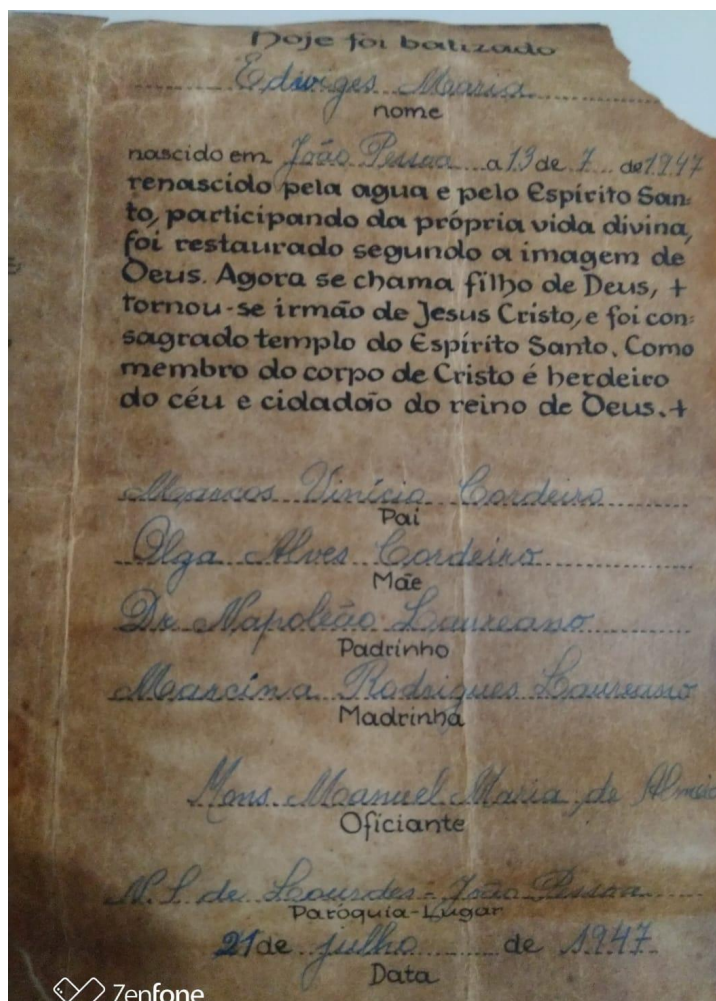 Hoje foi batizado
Edwiges Maria
nome
nascido em João Pessoa a 13 de 7 de 1947
renascido pela agua e pelo Espírito San-
to, participando da própria vida divina,
foi restaurado segundo a imagem de
Deus. Agora se chama filho de Deus, +
tornou-se irmão de Jesus Cristo, e foi con-
sagrado templo do Espírito Santo. Como
membro do corpo de Cristo é herdeiro
do céu e cidadão do reino de Deus. +
Marcos Vinício Cordeiro
Pai
Olga Alves Cordeiro
Mãe
Dr Napoleão Laureano
Padrinho
Marcina Rodrigues Laureano
Madrinha
Mons. Manuel Maria de Almeid
Oficiante
N. S. de Lourdes - João Pessoa
Paróquia-Lugar
21 de julho de 1947
Data
Zenfone